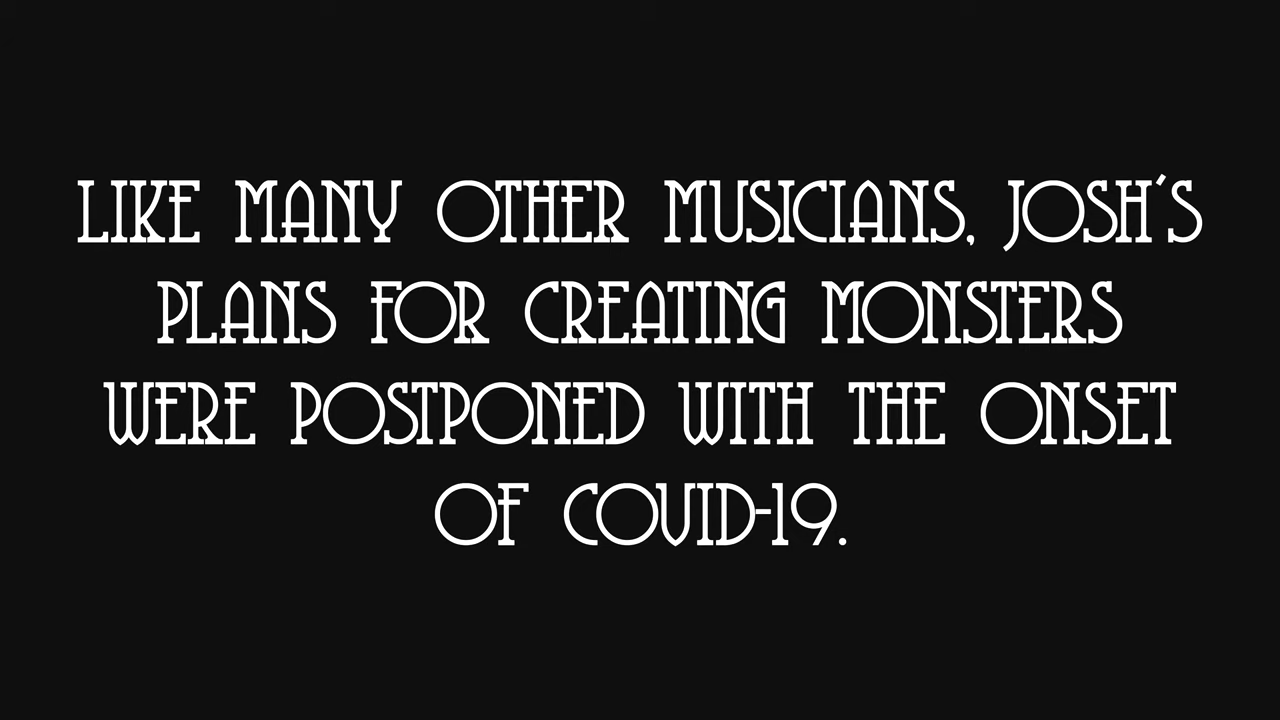 LIKE MANY OTHER MUSICIANS, JOSH'S
PLANS FOR CREATING MONSTERS
WERE POSTPONED WITH THE ONSET
OF COVID-19.